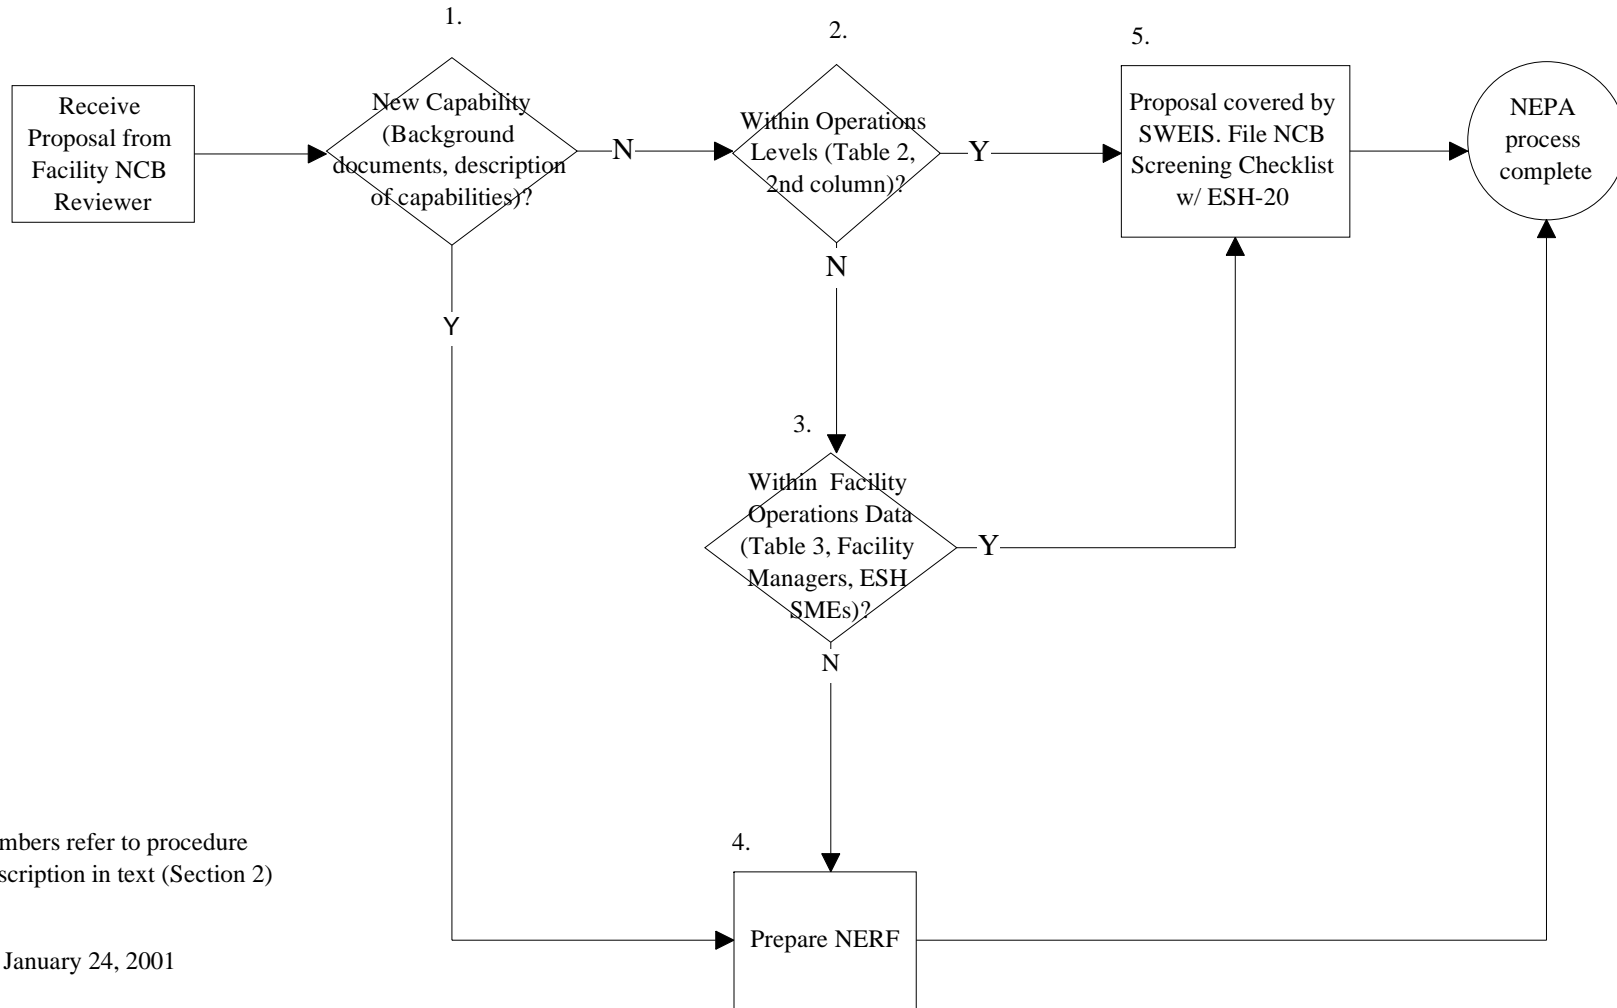 1.
2.
5.
Receive
Proposal from
Facility NCB
Reviewer
New Capability
(Background
documents, description
of capabilities)?
N
Within Operations
Levels (Table 2,
2nd column)?
Y
Proposal covered by
SWEIS. File NCB
Screening Checklist
w/ ESH-20
NEPA
process
complete
N
Y
3.
Within Facility
Operations Data
(Table 3, Facility
Managers, ESH
SMEs)?
Y
N
4.
Prepare NERF
refer to procedure
in text (Section 2)
January 24, 2001